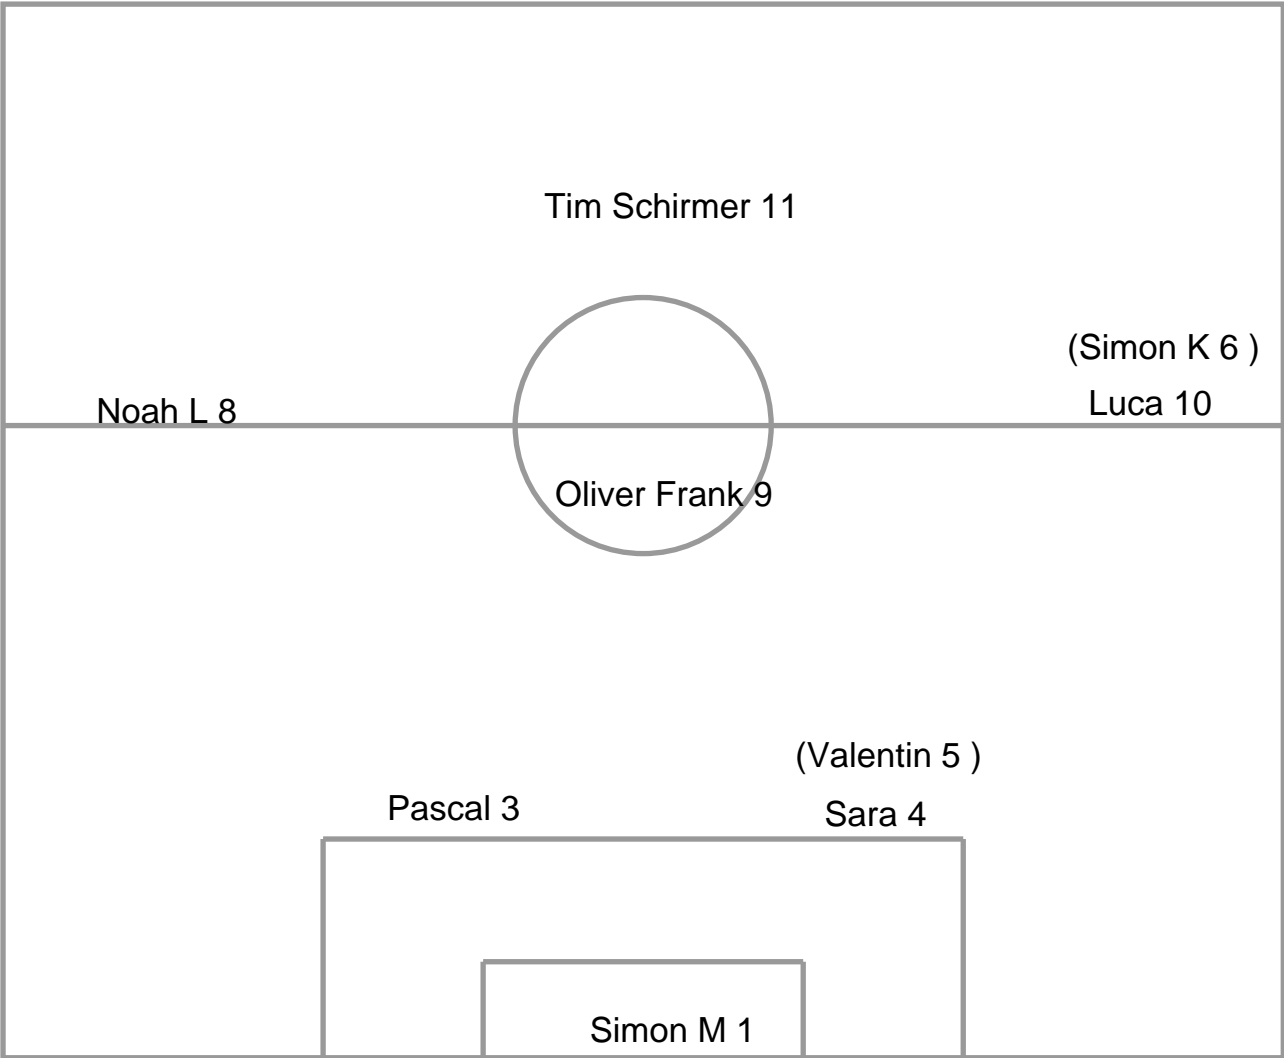 Tim Schirmer 11
(Simon K 6 )
Noah L 8
Luca 10
Oliver Frank 9
(Valentin 5 )
Pascal 3
Sara 4
Simon M 1